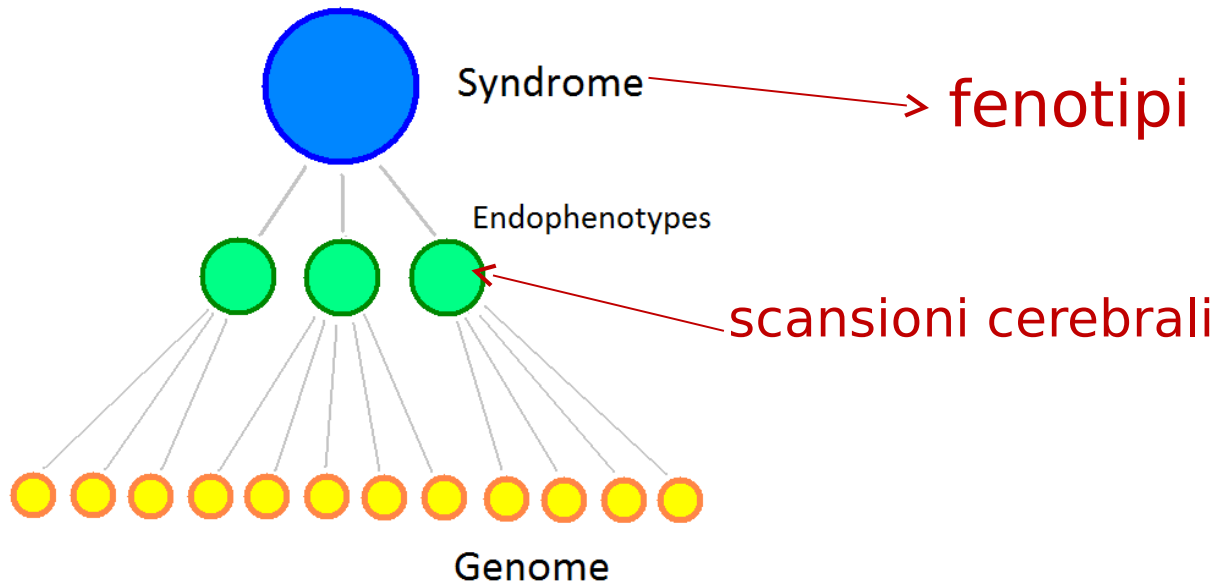 Syndrome
fenotipi
Endophenotypes
scansioni cerebrali
Genome